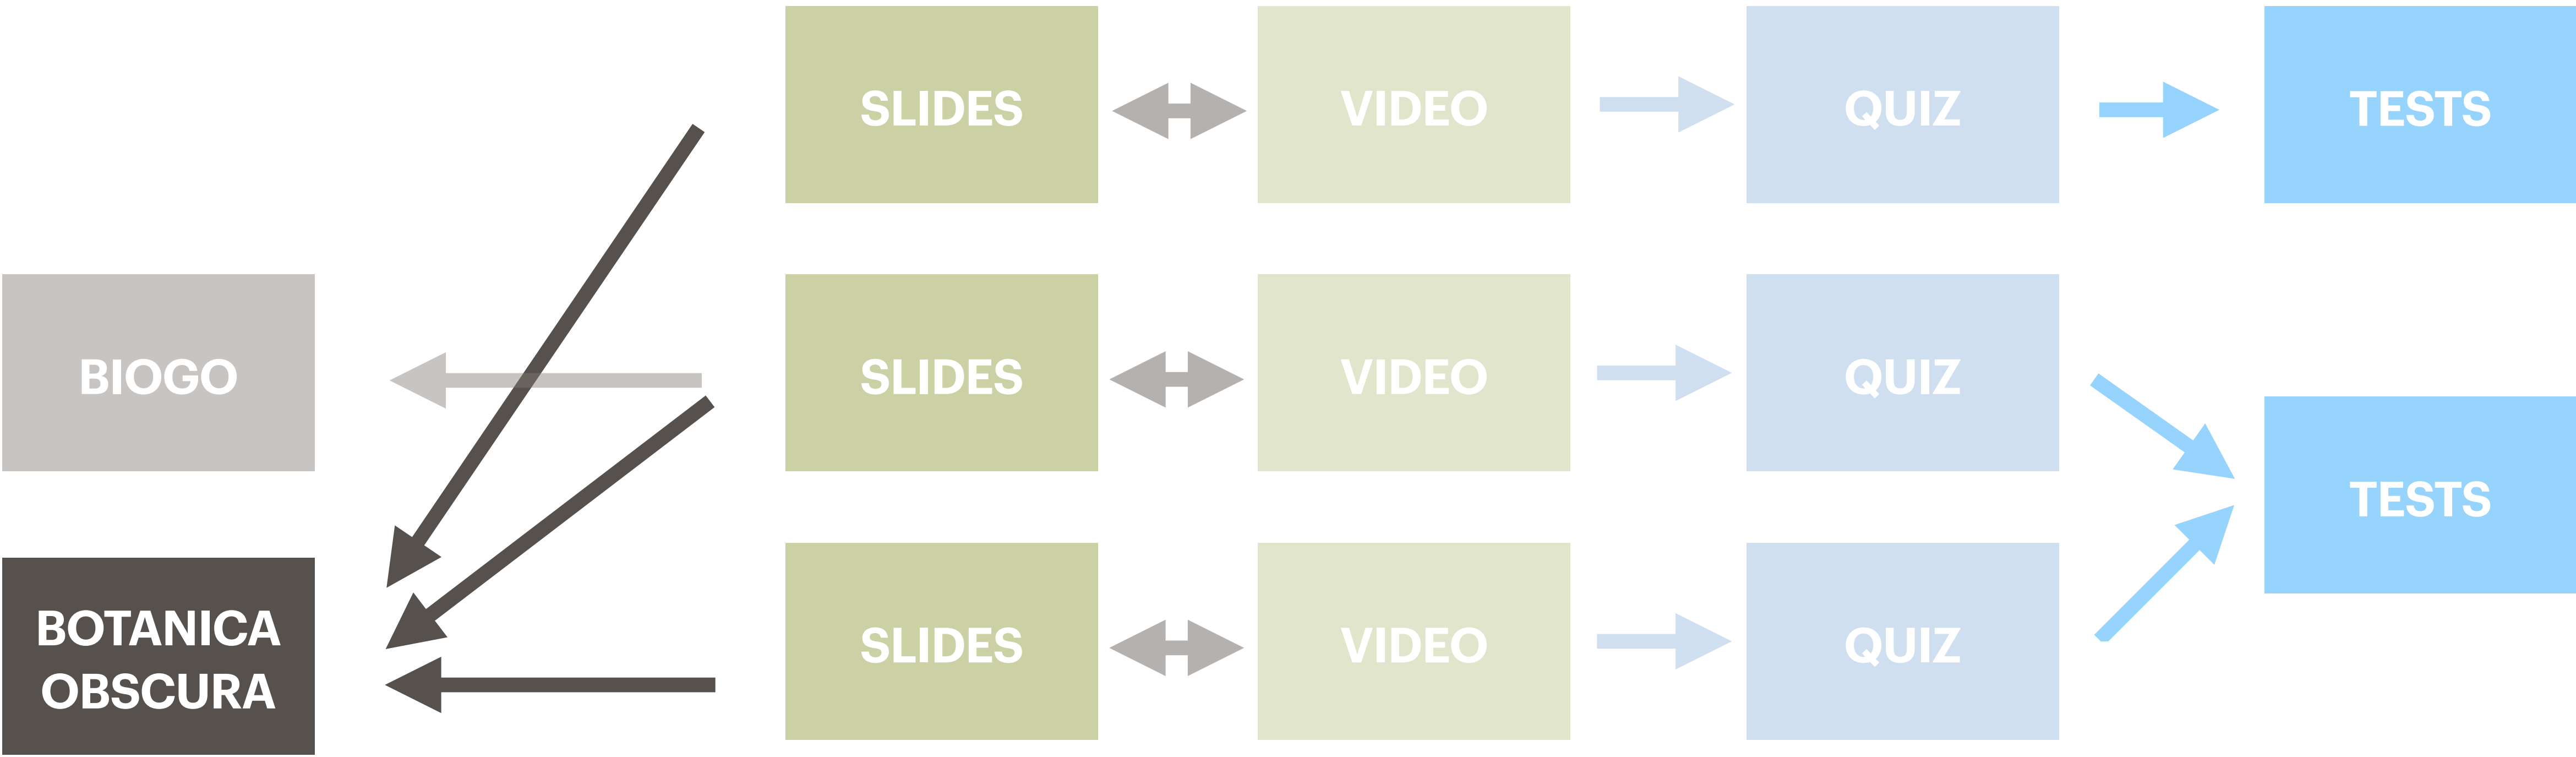 SLIDES
VIDEO
QUIZ
TESTS
BIOGO
SLIDES
VIDEO
QUIZ
TESTS
BOTANICA
OBSCURA
SLIDES
VIDEO
QUIZ